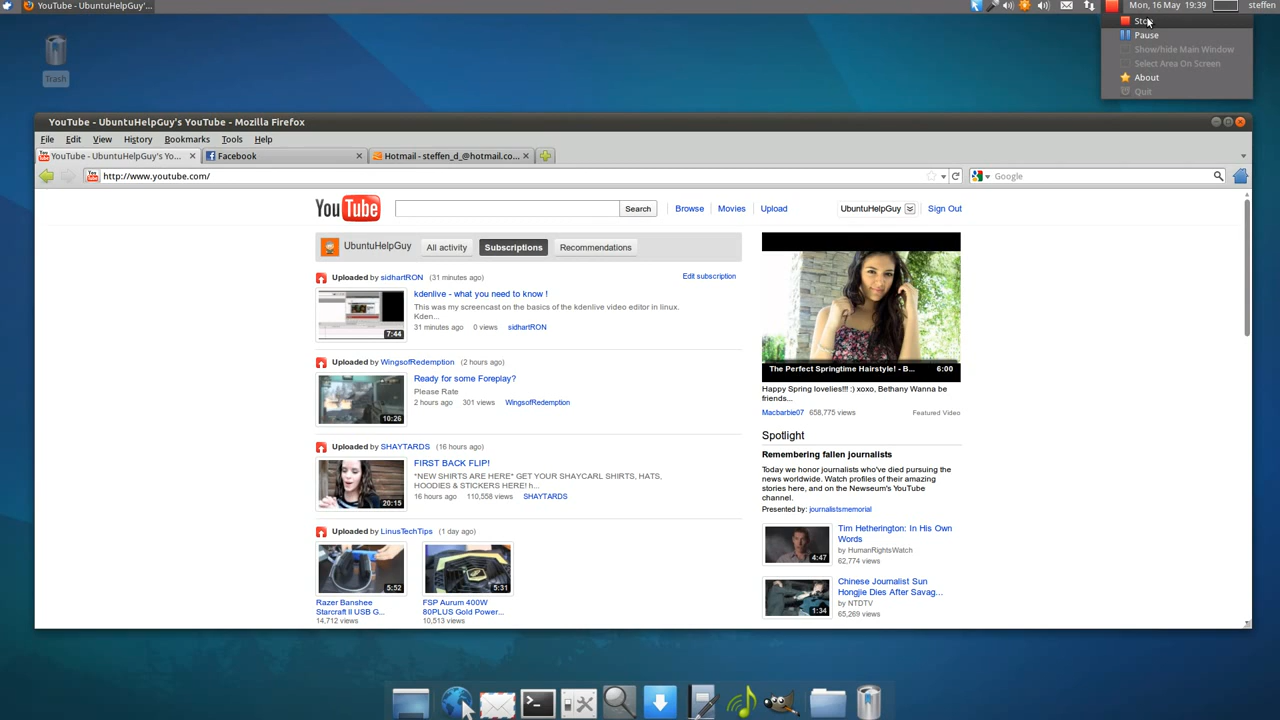 YouTube - UbuntuHelpGuy'...
Mon, 16 May 19:39
steffen
Pause
Show/hide Main Window
Select Area On Screen
About
Quit
Trash
YouTube - UbuntuHelpGuy's YouTube - Mozilla Firefox
File Edit View History Bookmarks Tools Help
YouTube - UbuntuHelpGuy's Yo...
Facebook
Hotmail - steffen_d_@hotmail.co...
http://www.youtube.com/
Google
YouTube
Search
Browse
Movies
Upload
UbuntuHelpGuy
Sign Out
UbuntuHelpGuy
All activity
Subscriptions
Recommendations
Uploaded by sidhartRON (31 minutes ago)
Edit subscription
kdenlive - what you need to know !
This was my screencast on the basics of the kdenlive video editor in linux.
Kden...
31 minutes ago 0 views sidhartRON
7:44
Uploaded by WingsofRedemption (2 hours ago)
Ready for some Foreplay?
Please Rate
2 hours ago 301 views WingsofRedemption
10:26
Uploaded by SHAYTARDS (16 hours ago)
FIRST BACK FLIP!
*NEW SHIRTS ARE HERE* GET YOUR SHAYCARL SHIRTS, HATS,
HOODIES & STICKERS HERE! h...
16 hours ago 110,558 views SHAYTARDS
20:15
Uploaded by LinusTechTips (1 day ago)
5:52
5:31
Razer Banshee
Starcraft II USB G...
14,712 views
FSP Aurum 400W
80PLUS Gold Power...
10,513 views
The Perfect Springtime Hairstyle! - B...
6:00
Happy Spring lovelies!!! :) xoxo, Bethany Wanna be
friends...
Macbarbie07 658,775 views
Featured Video
Spotlight
Remembering fallen journalists
Today we honor journalists who've died pursuing the
news worldwide. Watch profiles of their amazing
stories here, and on the Newseum's YouTube
channel.
Presented by: journalistsmemorial
Tim Hetherington: In His Own
Words
by HumanRightsWatch
62,774 views
4:47
Chinese Journalist Sun
Hongjie Dies After Savag...
by NTDTV
65,269 views
1:34